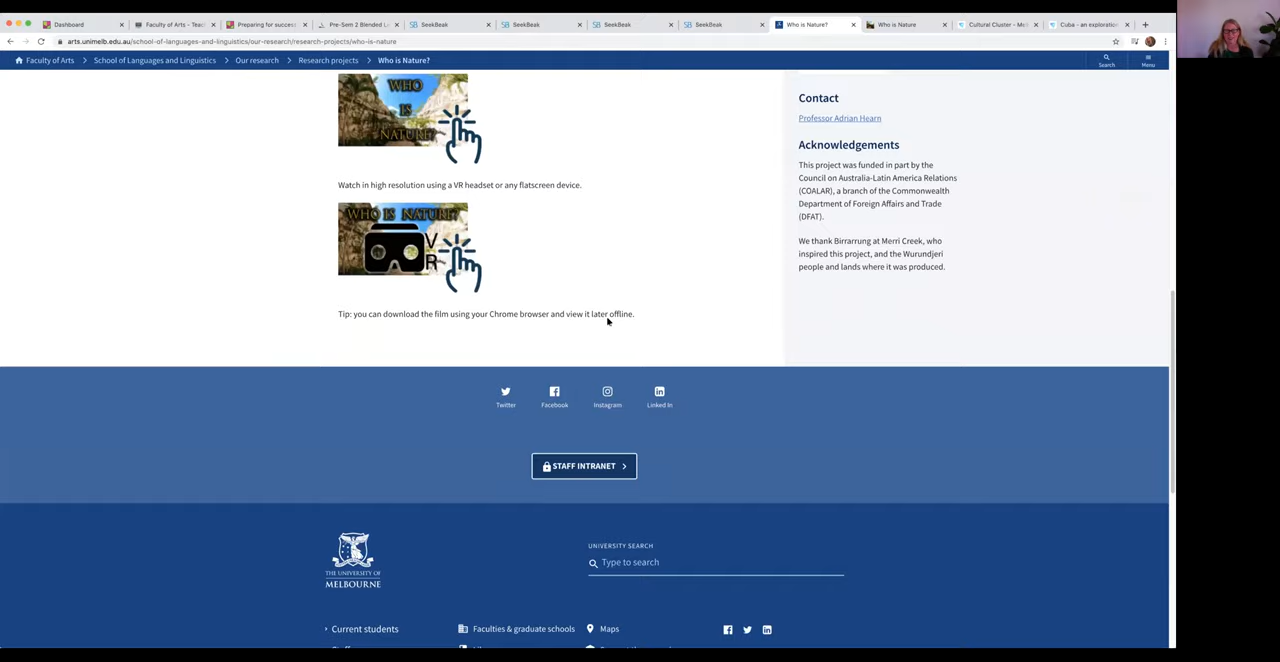 Dashboard
Faculty of Arts - Teac
Preparing for success
Pre-Sem 2 Blended L
SeekBeak
SeekBeak
SeekBeak
SeekBeak
Who is Nature?
Who is Nature
Cultural Cluster - Mel
Cuba - an exploration
arts.unimelb.edu.au/school-of-languages-and-linguistics/our-research/research-projects/who-is-nature
Faculty of Arts > School of Languages and Linguistics > Our research > Research projects > Who is Nature?
Search
Menu
WHO
IS
NATURE
Watch in high resolution using a VR headset or any flatscreen device.
WHO IS NATURE?
V
R
Tip: you can download the film using your Chrome browser and view it later offline.
Contact
Professor Adrian Hearn
Acknowledgements
This project was funded in part by the
Council on Australia-Latin America Relations
(COALAR), a branch of the Commonwealth
Department of Foreign Affairs and Trade
(DFAT).
We thank Birrarrung at Merri Creek, who
inspired this project, and the Wurundjeri
people and lands where it was produced.
Twitter
Facebook
Instagram
Linked In
STAFF INTRANET
THE UNIVERSITY OF
MELBOURNE
UNIVERSITY SEARCH
Type to search
Current students
Faculties & graduate schools
Maps